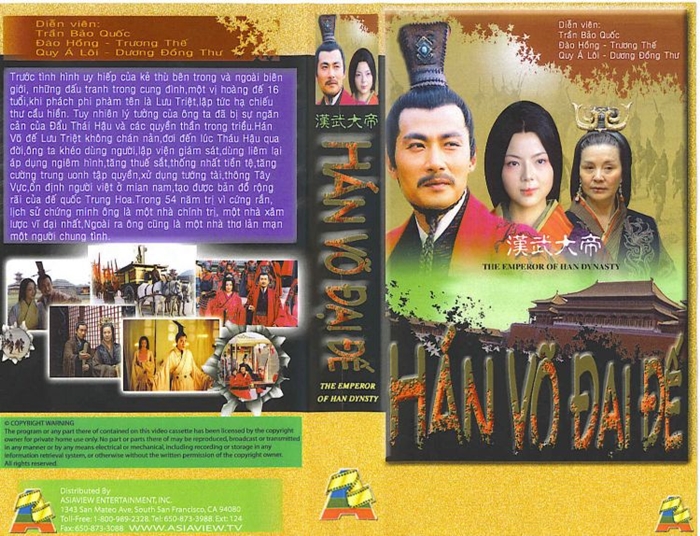 Diễn viên:
Trần Bảo Quốc
Đào Hồng - Trương Thế
Quy Á Lôi - Dương Đồng Thư
Trước tình hình uy hiếp của kẻ thù bên trong và ngoài biên
giới, những đấu tranh trong cung đình,một vị hoàng đế 16
tuổi,khí phách phi phàm tên là Lưu Triệt,lập tức hạ chiếu
thư cầu hiền. Tuy nhiên lý tưởng của ông ta đã bị sự ngăn
cản của Đẩu Thái Hậu và các quyền thần trong triều.Hán
Võ đế Lưu Triệt không chán nản,đợi đến lúc Thái Hậu qua
đời,ông ta khéo dùng người,lập viện giám sát,dùng liêm lại
áp dụng ngiêm hình,tăng thuế sắt,thống nhất tiền tệ,tăng
cường trung uonh tập quyền,xử dụng tướng tài,thông Tây
Vực,ổn định người việt ở mian nam,tạo được bản đồ rộng
rãi của đế quốc Trung Hoa.Trong 54 năm trị vì cứng rắn,
lịch sử chứng minh ông là một nhà chính trị, một nhà xâm
lược vĩ đại nhất,Ngoài ra ông cũng là một nhà thơ lãn mạn
một người chung tình.
© COPYRIGHT WARNING
The program or any part there of contained on this video cassette has been licensed by the copyright
owner for private home use only. No part or parts there of may be reproduced, broadcast or transmitted
in any manner or by any means electrical or mechanical, including recording or storage in any
information retrieval system, or otherwise without the written permission of the copyright owner.
All rights reserved.
Distributed By
ASIAVIEW ENTERTAINMENT, INC.
1343 San Mateo Ave, South San Francisco, CA 94080
Toll-Free: 1-800-989-2328. Tel: 650-873-3988. Ext: 124
Fax: 650-873-3088 WWW.ASIAVIEW.TV
漢武大帝
HÁN VÕ ĐẠI ĐẾ
THE EMPEROR
OF HAN DYNSTY
Diễn viên:
Trần Bảo Quốc
Đào Hồng - Trương Thế
Quy Á Lôi - Dương Đồng Thư
漢武大帝
THE EMPEROR OF HAN DYNASTY
HÁN VÕ ĐẠI ĐẾ